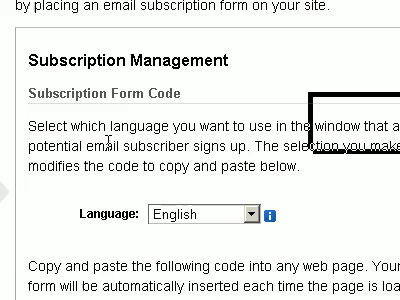 by placing an email subscription form on your site.
Subscription Management
Subscription Form Code
Select which language you want to use in the window that a
potential email subscriber signs up. The selection you make
modifies the code to copy and paste below.
Language: English
Copy and paste the following code into any web page. Your
form will be automatically inserted each time the page is loa